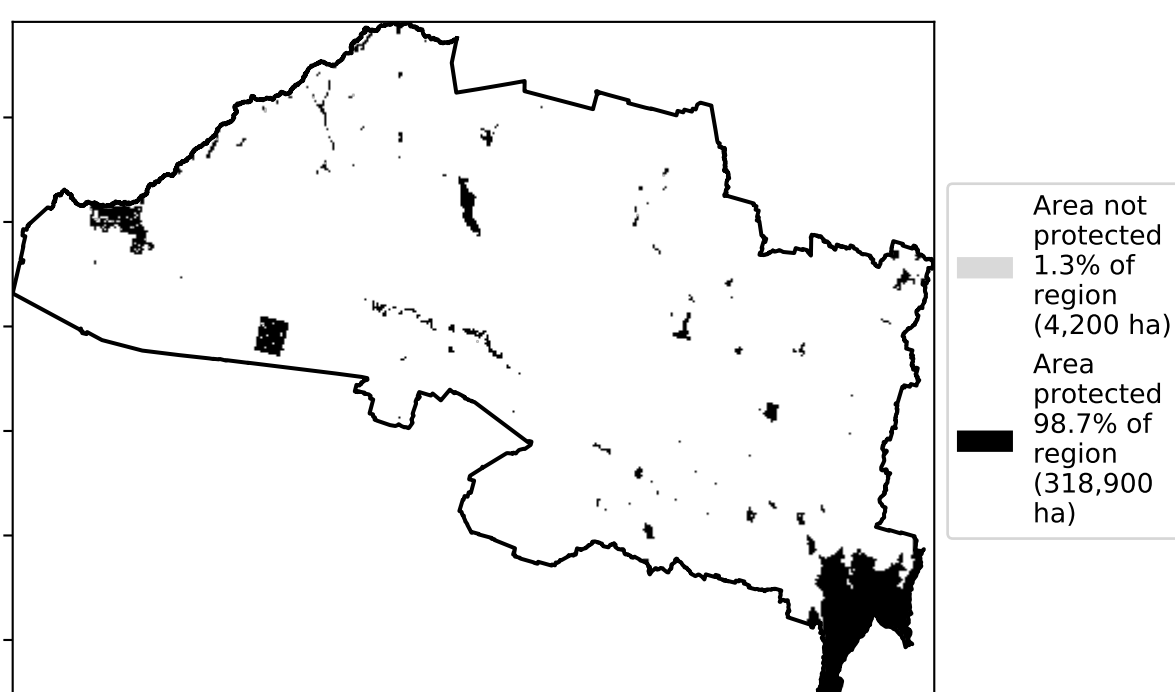 Area not
protected
1.3% of
region
(4,200 ha)
Area
protected
98.7% of
region
(318,900
ha)